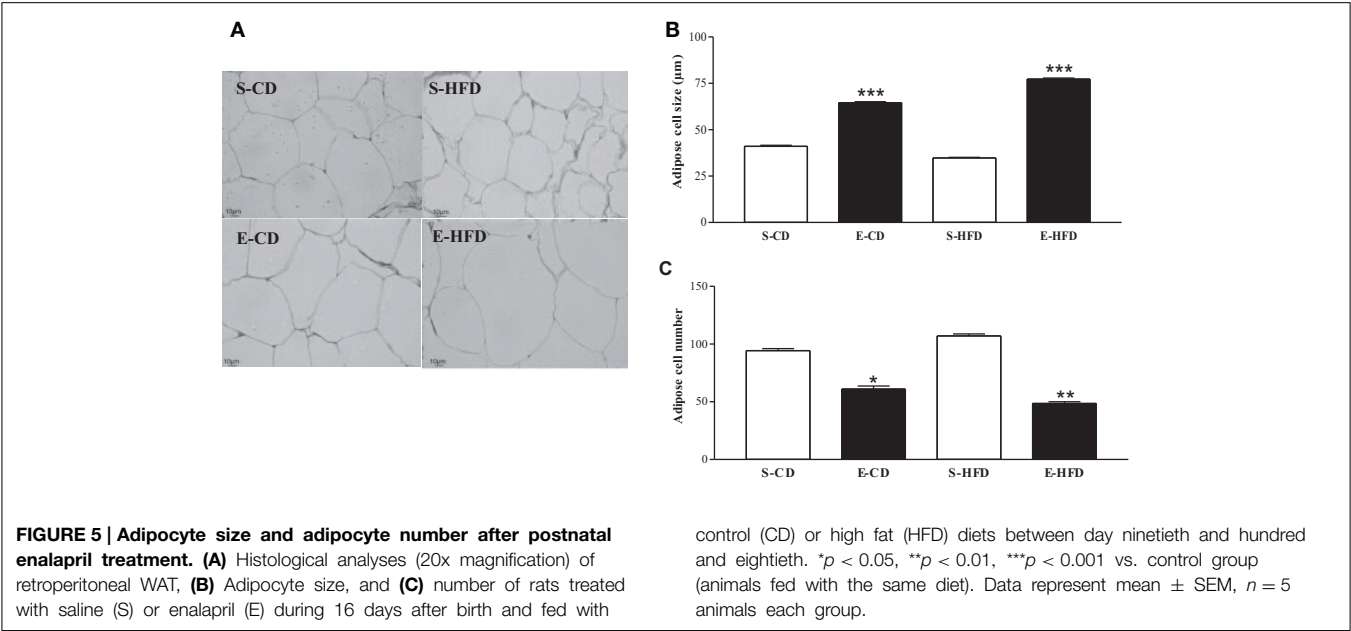 A
S-CD
S-HFD
E-CD
E-HFD
10µm
10µm
10µm
10µm
B
100
75
50
25
0
Adipose cell size (µm)
***
***
S-CD E-CD S-HFD E-HFD
C
150
100
50
0
Adipose cell number
*
**
S-CD E-CD S-HFD E-HFD
FIGURE 5 | Adipocyte size and adipocyte number after postnatal
enalapril treatment. (A) Histological analyses (20x magnification) of
retroperitoneal WAT, (B) Adipocyte size, and (C) number of rats treated
with saline (S) or enalapril (E) during 16 days after birth and fed with
control (CD) or high fat (HFD) diets between day ninetieth and hundred
and eightieth. *p < 0.05, **p < 0.01, ***p < 0.001 vs. control group
(animals fed with the same diet). Data represent mean ± SEM, n = 5
animals each group.